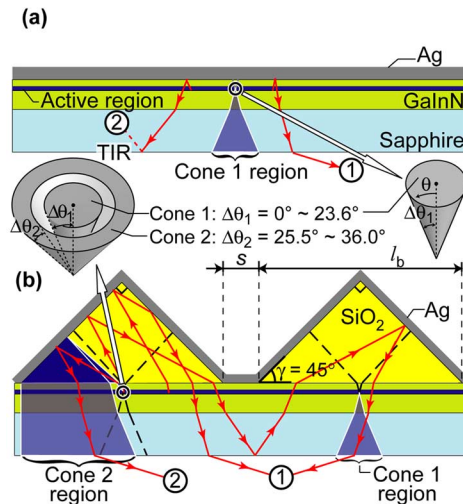 (a)
Ag
Active region
GaInN
②
TIR
Sapphire
Cone 1 region
①
Δθ₁
Δθ₂
Cone 1: Δθ₁ = 0° ~ 23.6°
Cone 2: Δθ₂ = 25.5° ~ 36.0°
θ
Δθ₁
(b)
s
l_b
Ag
SiO₂
γ = 45°
Cone 2
region
②
①
Cone 1
region